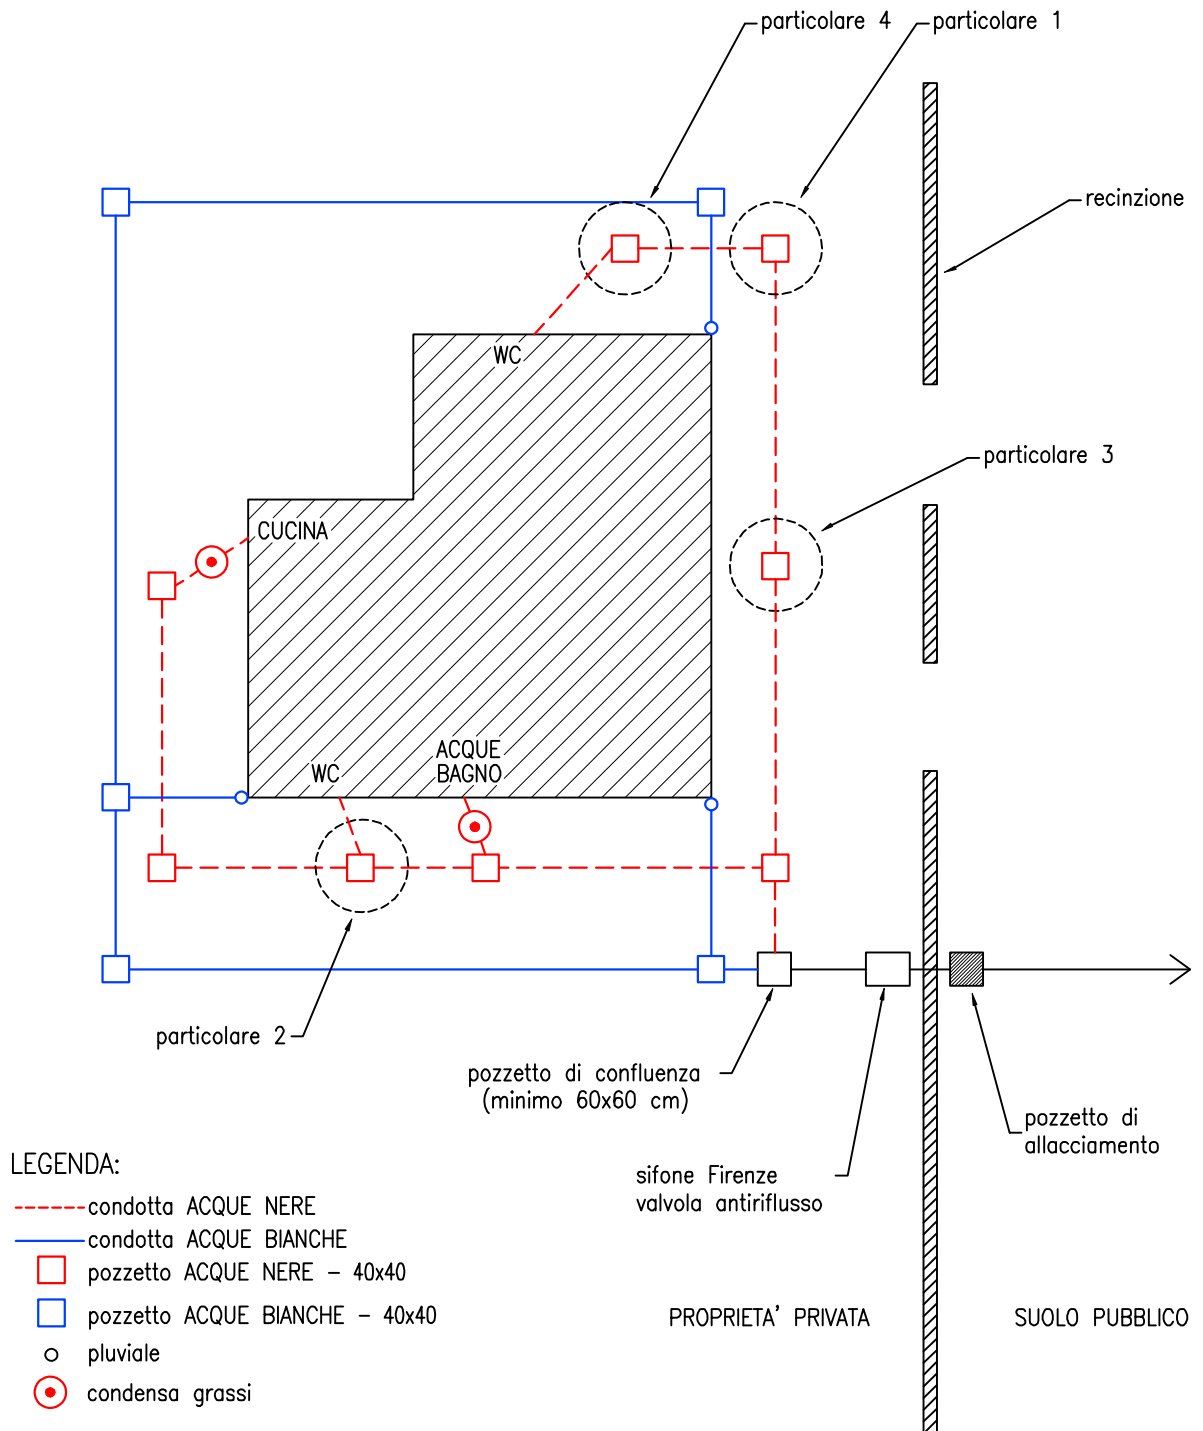 particolare 4
particolare 1
recinzione
WC
particolare 3
CUCINA
ACQUE
BAGNO
WC
particolare 2
pozzetto di confluenza
(minimo 60x60 cm)
pozzetto di
allacciamento
sifone Firenze
valvola antiriflusso
LEGENDA:
condotta ACQUE NERE
condotta ACQUE BIANCHE
pozzetto ACQUE NERE - 40x40
pozzetto ACQUE BIANCHE - 40x40
pluviale
condensa grassi
PROPRIETA' PRIVATA
SUOLO PUBBLICO